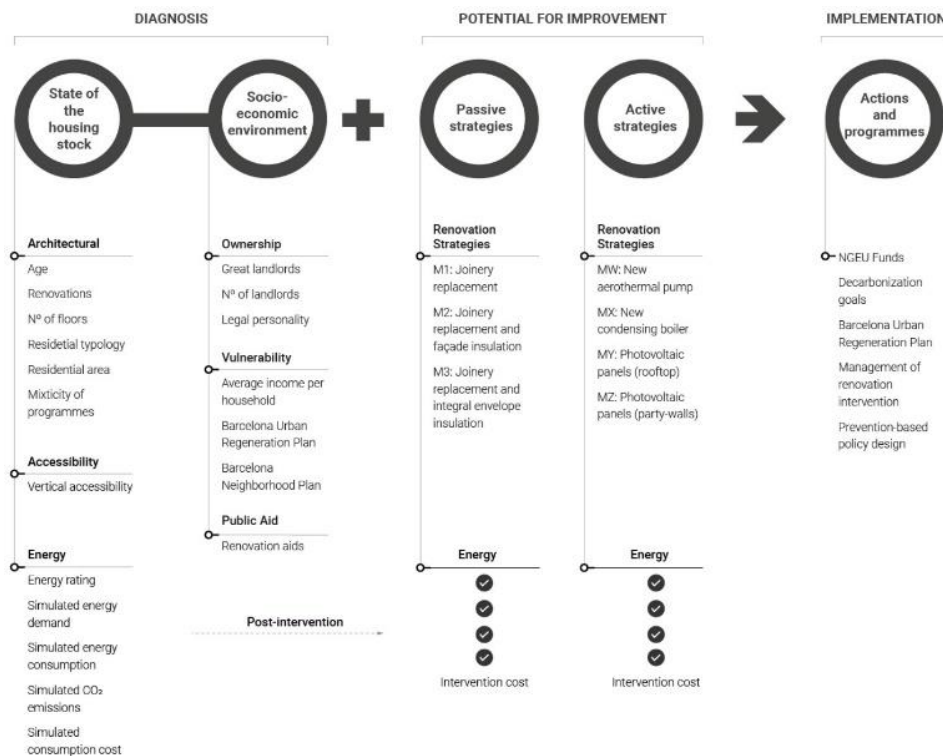 DIAGNOSIS
POTENTIAL FOR IMPROVEMENT
IMPLEMENTATION
State of
the
housing
stock
Socio-
economic
environment
Passive
strategies
Active
strategies
Actions
and
programmes
Architectural
Age
Renovations
Nº of floors
Residetial typology
Residential area
Mixticity of
programmes
Accessibility
Vertical accessibility
Energy
Energy rating
Simulated energy
demand
Simulated energy
consumption
Simulated CO₂
emissions
Simulated
consumption cost
Ownership
Great landlords
Nº of landlords
Legal personality
Vulnerability
Average income per
household
Barcelona Urban
Regeneration Plan
Barcelona
Neighborhood Plan
Public Aid
Renovation aids
Post-intervention
Renovation
Strategies
M1: Joinery
replacement
M2: Joinery
replacement and
façade insulation
M3: Joinery
replacement and
integral envelope
insulation
Energy
Intervention cost
Renovation
Strategies
MW: New
aerothermal pump
MX: New
condensing boiler
MY: Photovoltaic
panels (rooftop)
MZ: Photovoltaic
panels (party-walls)
Energy
Intervention cost
NGEU Funds
Decarbonization
goals
Barcelona Urban
Regeneration Plan
Management of
renovation
intervention
Prevention-based
policy design